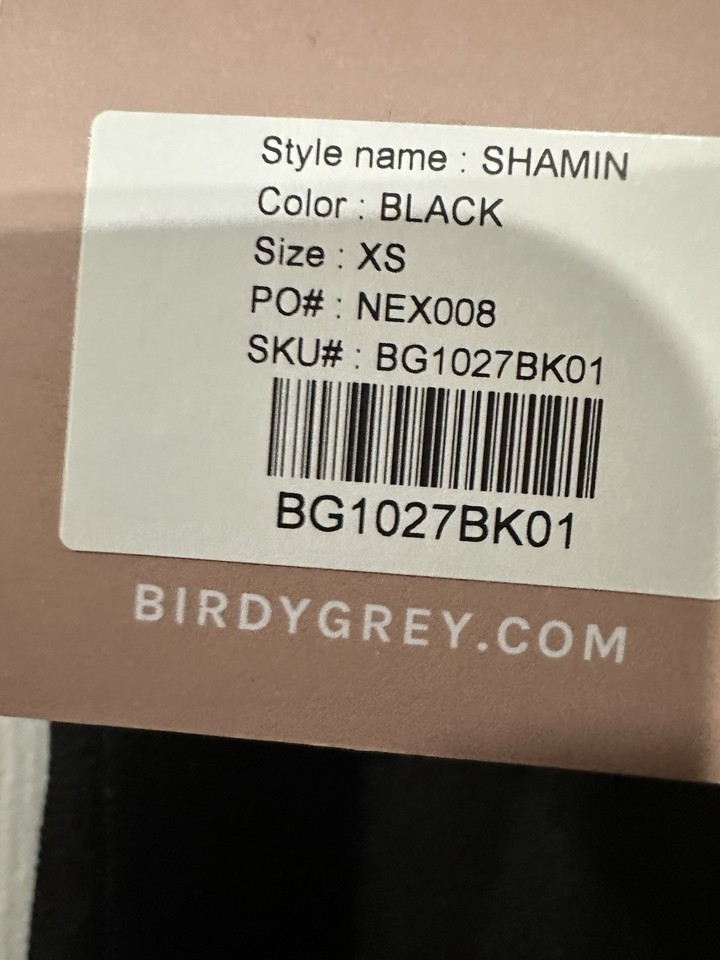 Style name : SHAMIN
Color : BLACK
Size : XS
PO# : NEX008
SKU# : BG1027BK01
BG1027BK01
BIRDYGREY.COM